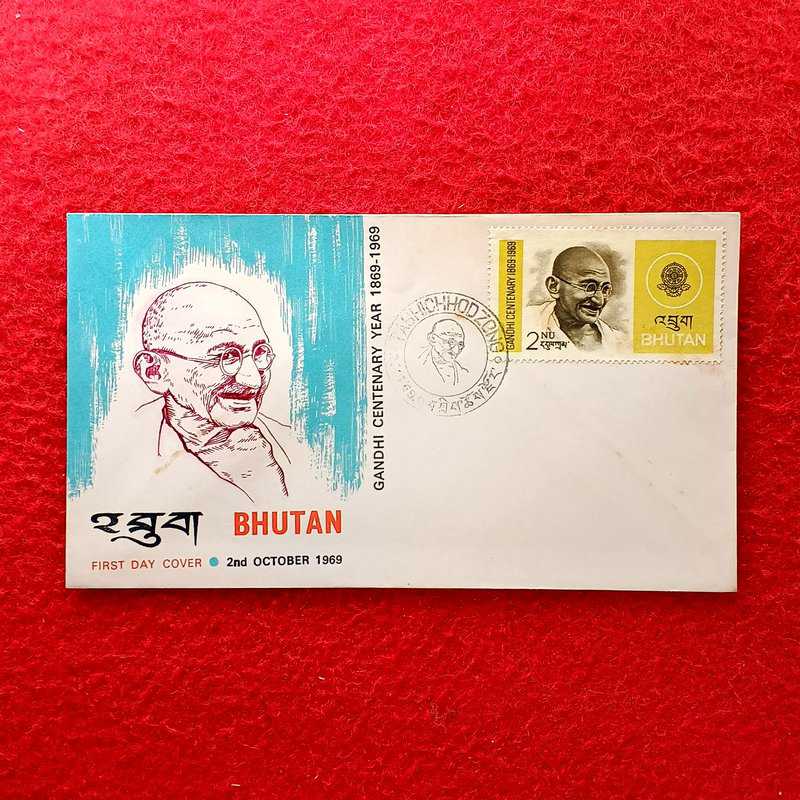 GANDHI CENTENARY YEAR 1869-1969
འབྲུག
BHUTAN
FIRST DAY COVER • 2nd OCTOBER 1969
TASHICHHODZONG
GANDHI CENTENARY 1869-1969
2 NU
BHUTAN